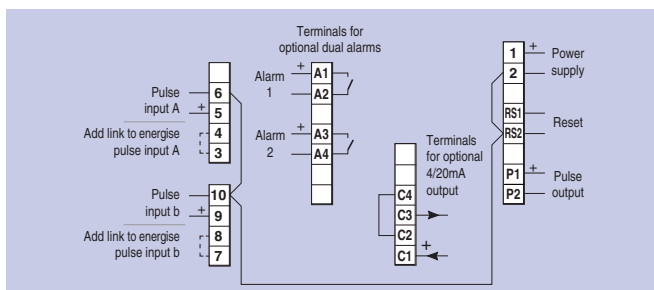 Terminals for
optional dual alarms
Alarm
1
+
A1
A2
Alarm
2
+
A3
A4
Pulse
input A
6
+
5
Add link to energise
pulse input A
4
3
Pulse
input b
10
+
9
Add link to energise
pulse input b
8
7
Terminals
for optional
4/20mA
output
C4
C3
C2
C1
+
1
+
Power
supply
2
RS1
RS2
Reset
P1
+
Pulse
output
P2